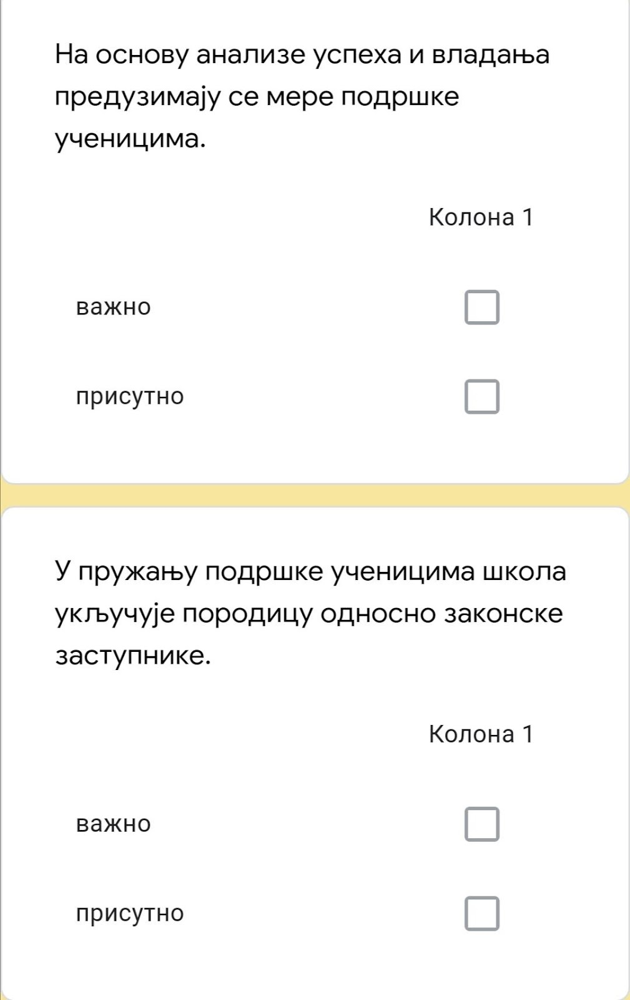 На основу анализе успеха и владања
предузимају се мере подршке
ученицима.
Колона 1
важно
присутно
У пружању подршке ученицима школа
укључује породицу односно законске
заступнике.
Колона 1
важно
присутно